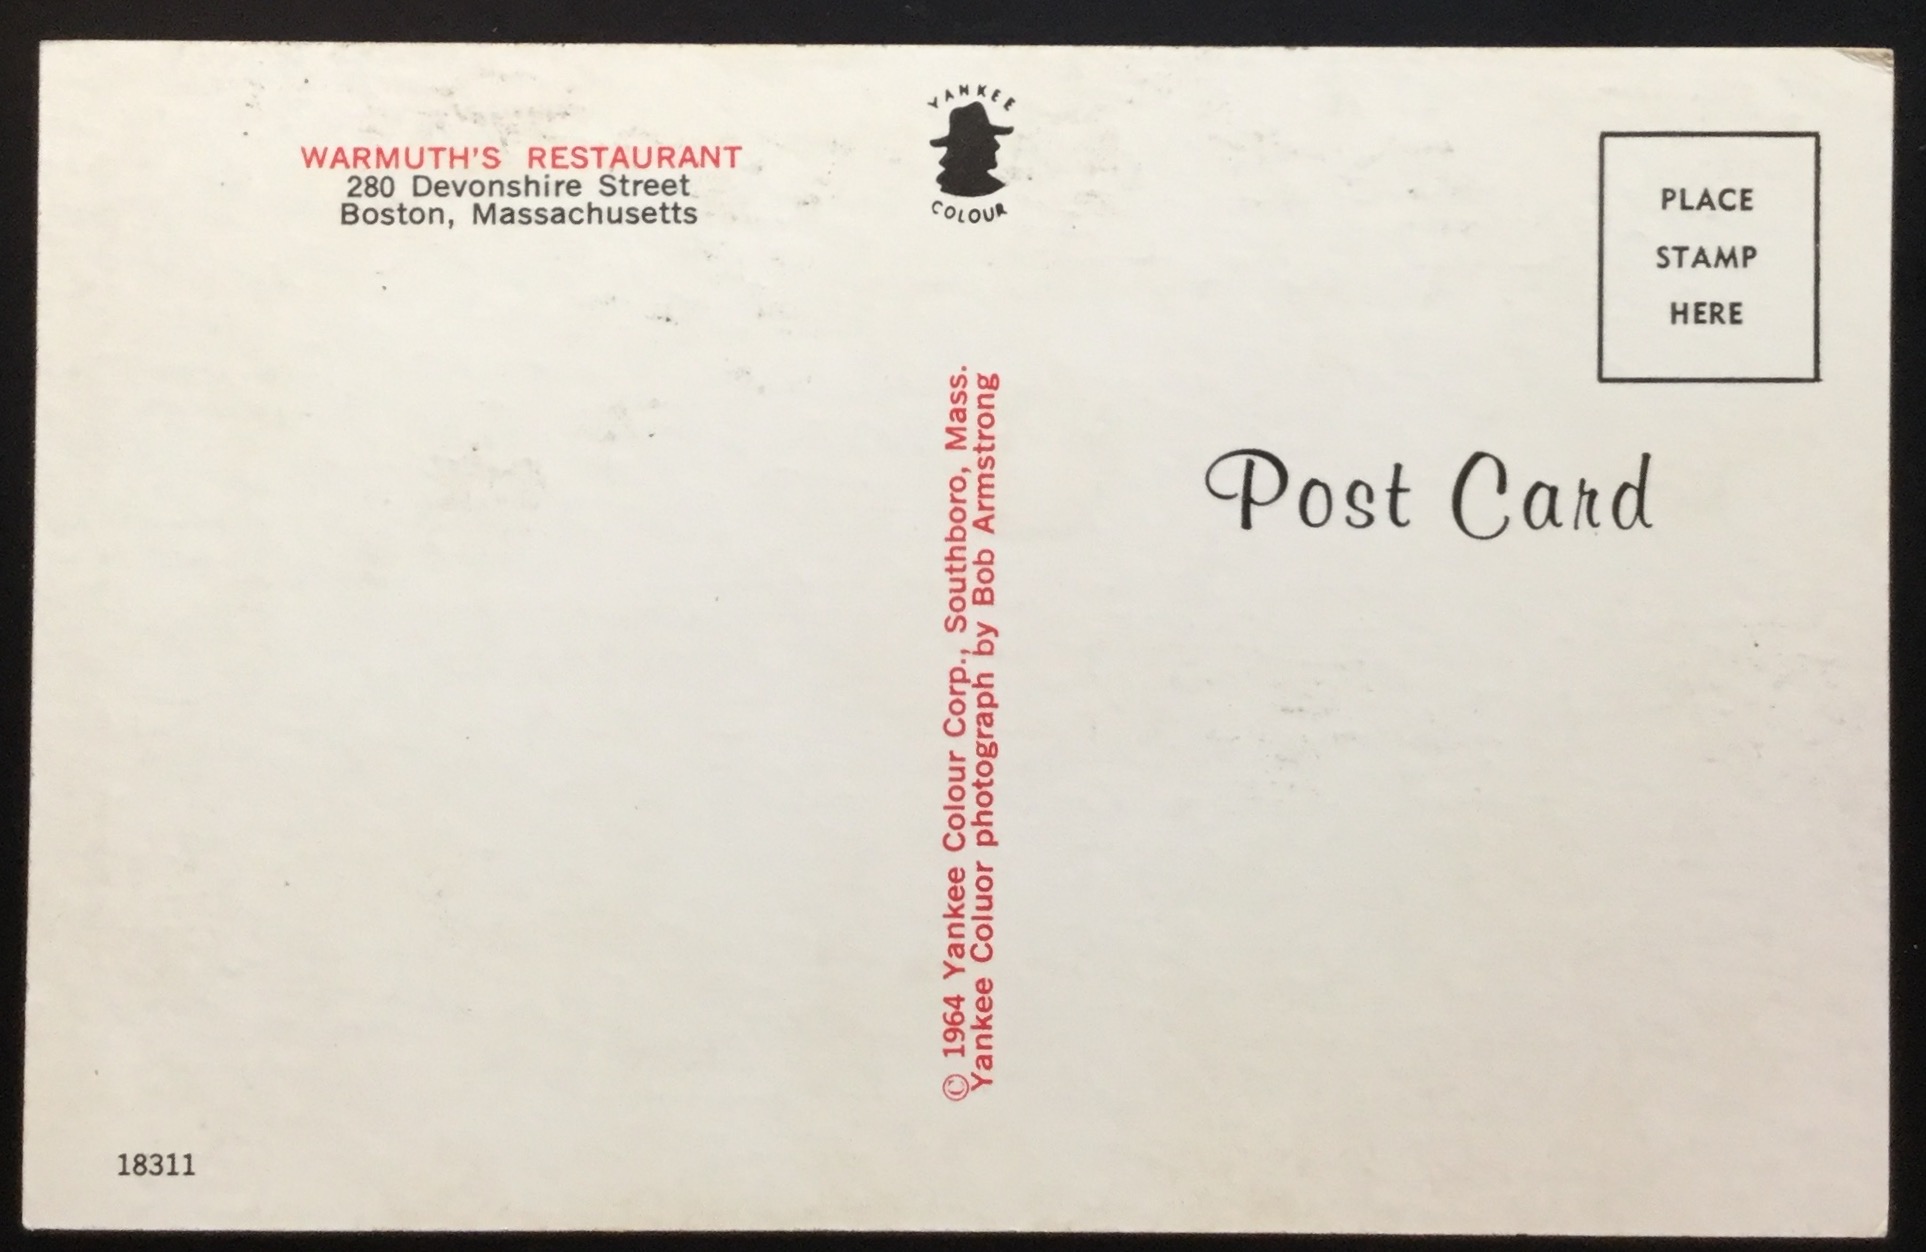 WARMUTH'S RESTAURANT
280 Devonshire Street
Boston, Massachusetts
YANKEE
COLOUR
PLACE
STAMP
HERE
Post Card
© 1964 Yankee Colour Corp., Southboro, Mass.
Yankee Coluor photograph by Bob Armstrong
18311